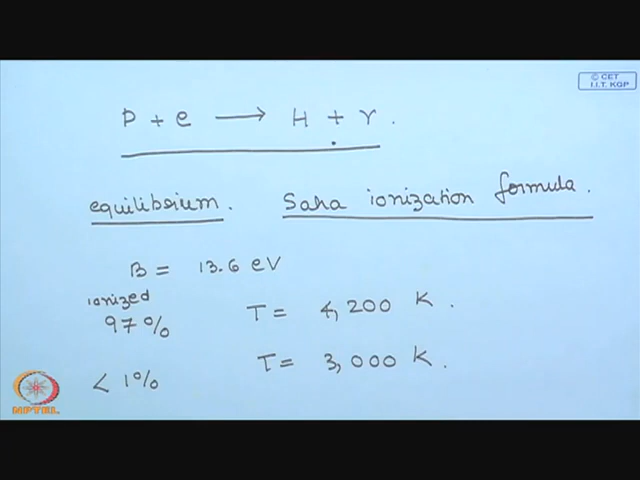 © CET
I.I.T. KGP
P + e → H + γ.
equilibrium. Saha ionization formula.
B = 13.6 eV
ionized
97% T = 4,200 K.
< 1% T = 3,000 K.
NPTEL